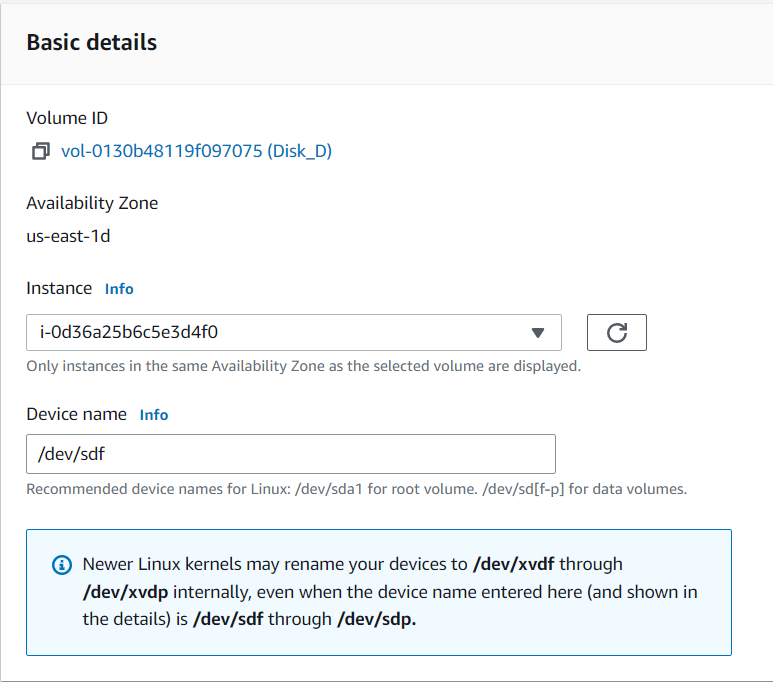 Basic details
Volume ID
vol-0130b48119f097075 (Disk_D)
Availability Zone
us-east-1d
Instance Info
i-0d36a25b6c5e3d4f0
Only instances in the same Availability Zone as the selected volume are displayed.
Device name Info
/dev/sdf
Recommended device names for Linux: /dev/sda1 for root volume. /dev/sd[f-p] for data volumes.
Newer Linux kernels may rename your devices to /dev/xvdf through
/dev/xvdp internally, even when the device name entered here (and shown in
the details) is /dev/sdf through /dev/sdp.